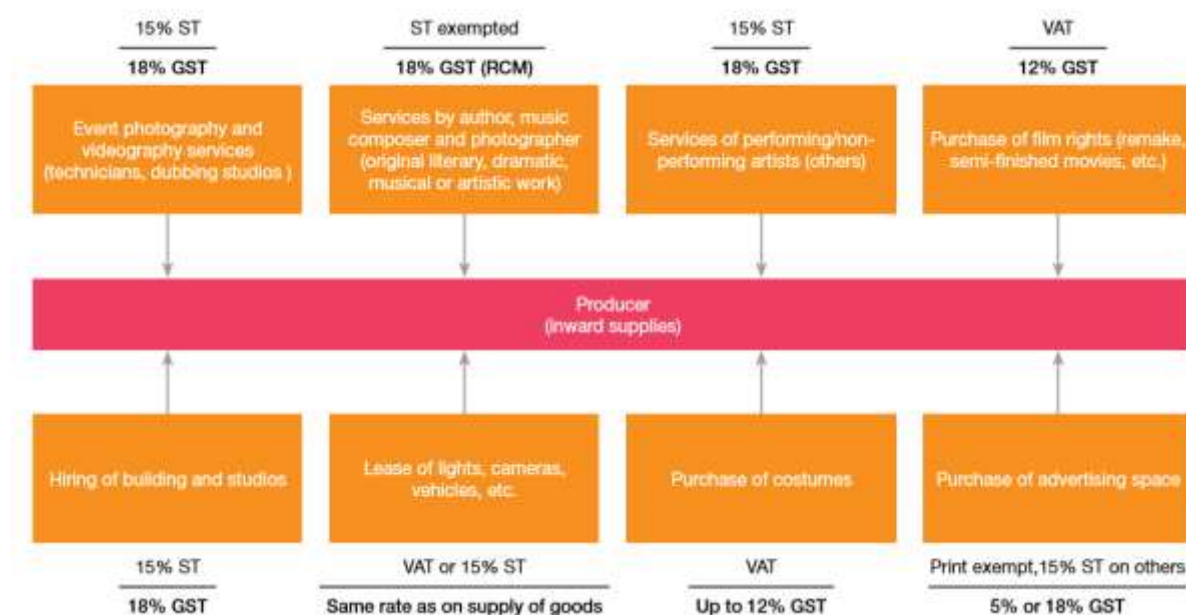 15% ST
18% GST
ST exempted
18% GST (RCM)
15% ST
18% GST
VAT
12% GST
Event photography and
videography services
(technicians, dubbing studios )
Services by author, music
composer and photographer
(original literary, dramatic,
musical or artistic work)
Services of performing/non-
performing artists (others)
Purchase of film rights (remake,
semi-finished movies, etc.)
Producer
(inward supplies)
Hiring of building and studios
Lease of lights, cameras,
vehicles, etc.
Purchase of costumes
Purchase of advertising space
15% ST
18% GST
VAT or 15% ST
Same rate as on supply of goods
VAT
Up to 12% GST
Print exempt,15% ST on others
5% or 18% GST